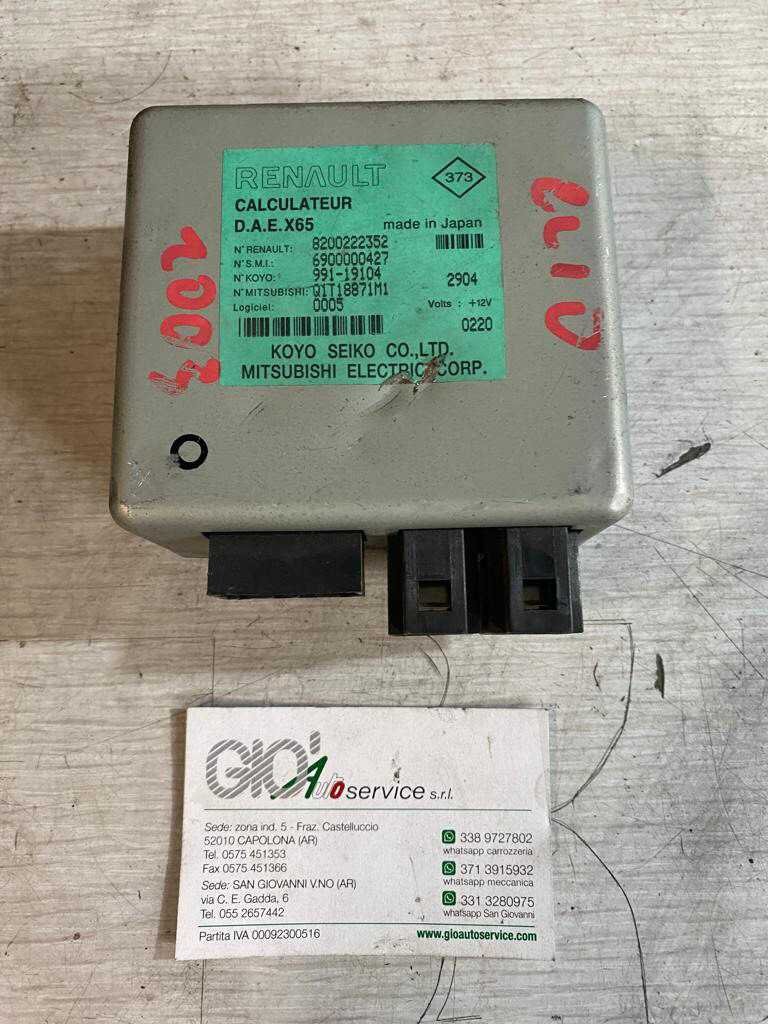 RENAULT
373
CALCULATEUR
D.A.E.X65 made in Japan
N° RENAULT: 8200222352
N° S.M.I.: 6900000427
N° KOYO: 991-19104 2904
N° MITSUBISHI: Q1T18871M1
Logiciel: 0005 Volts : +12V
0220
KOYO SEIKO CO.,LTD.
MITSUBISHI ELECTRIC CORP.
2003
CLIO
GIO' Auto service s.r.l.
Sede: zona ind. 5 - Fraz. Castelluccio
52010 CAPOLONA (AR)
Tel. 0575 451353
Fax 0575 451366
Sede: SAN GIOVANNI V.NO (AR)
via C. E. Gadda, 6
Tel. 055 2657442
Partita IVA 00092300516
338 9727802
whatsapp carrozzeria
371 3915932
whatsapp meccanica
331 3280975
whatsapp San Giovanni
www.gioautoservice.com